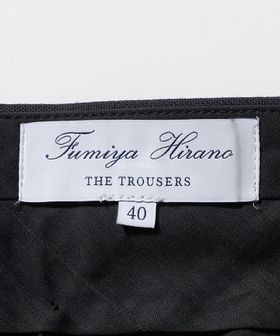 Fumiya Hirano
THE TROUSERS
40